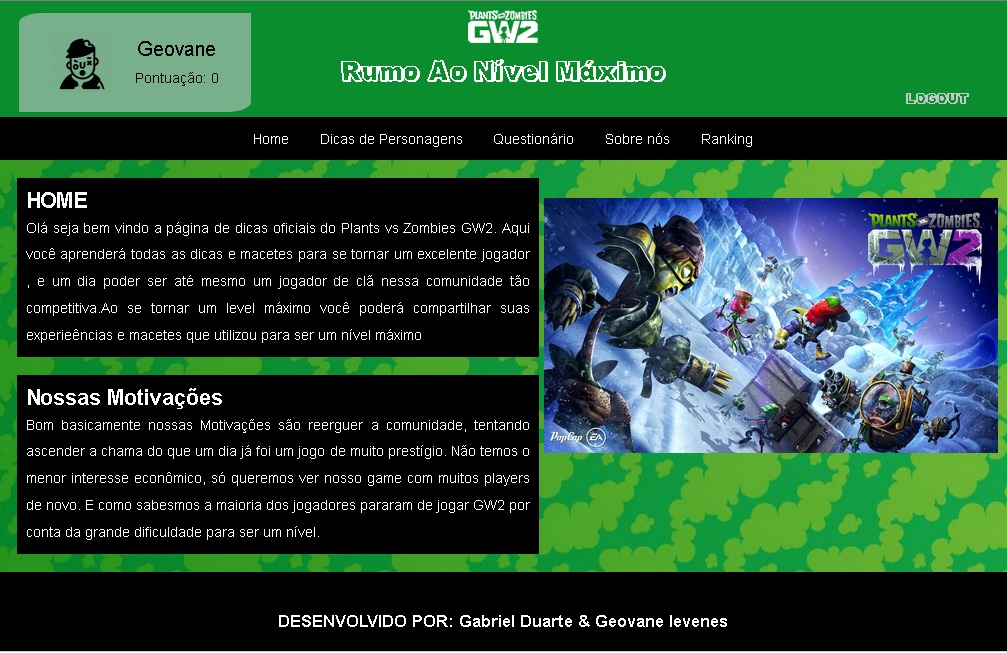 Geovane
Pontuação: 0
PLANTS vs ZOMBIES
GW2
Rumo Ao Nível Máximo
LOGOUT
Home Dicas de Personagens Questionário Sobre nós Ranking
HOME
Olá seja bem vindo a página de dicas oficiais do Plants vs Zombies GW2. Aqui
você aprenderá todas as dicas e macetes para se tornar um excelente jogador
, e um dia poder ser até mesmo um jogador de clã nessa comunidade tão
competitiva.Ao se tornar um level máximo você poderá compartilhar suas
experieências e macetes que utilizou para ser um nível máximo
PLANTS vs ZOMBIES
GW2
PopCap EA
Nossas Motivações
Bom basicamente nossas Motivações são reerguer a comunidade, tentando
ascender a chama do que um dia já foi um jogo de muito prestígio. Não temos o
menor interesse econômico, só queremos ver nosso game com muitos players
de novo. E como sabesmos a maioria dos jogadores pararam de jogar GW2 por
conta da grande dificuldade para ser um nível.
DESENVOLVIDO POR: Gabriel Duarte & Geovane Ievenes